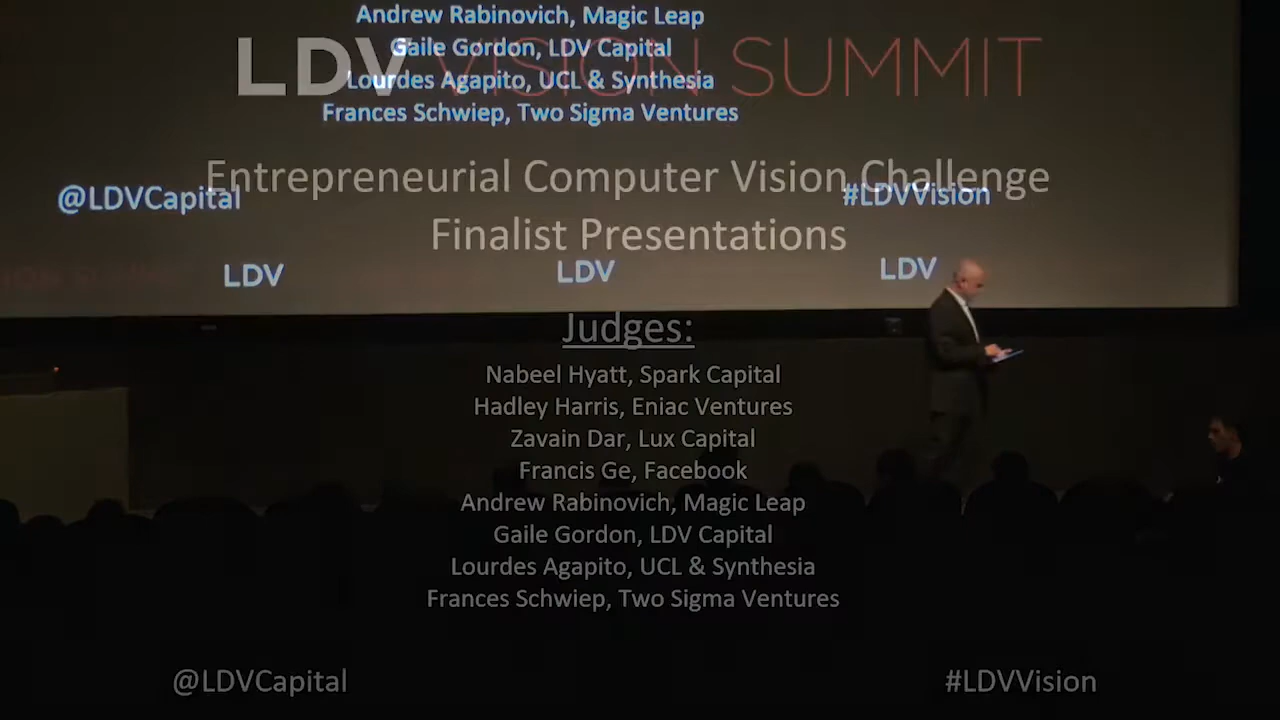 Andrew Rabinovich, Magic Leap
Gaile Gordon, LDV Capital
Lourdes Agapito, UCL & Synthesia
Frances Schwiep, Two Sigma Ventures
@LDVCapital
#LDVVision
LDV
LDV
LDV
LDV VISION SUMMIT
Entrepreneurial Computer Vision Challenge
Finalist Presentations
Judges:
Nabeel Hyatt, Spark Capital
Hadley Harris, Eniac Ventures
Zavain Dar, Lux Capital
Francis Ge, Facebook
Andrew Rabinovich, Magic Leap
Gaile Gordon, LDV Capital
Lourdes Agapito, UCL & Synthesia
Frances Schwiep, Two Sigma Ventures
@LDVCapital
#LDVVision